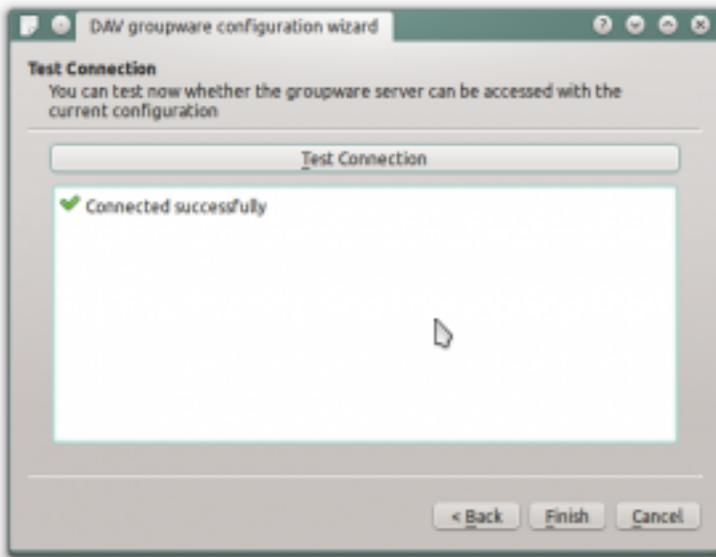 DAV groupware configuration wizard
Test Connection
You can test now whether the groupware server can be accessed with the
current configuration
Test Connection
Connected successfully
< Back
Finish
Cancel